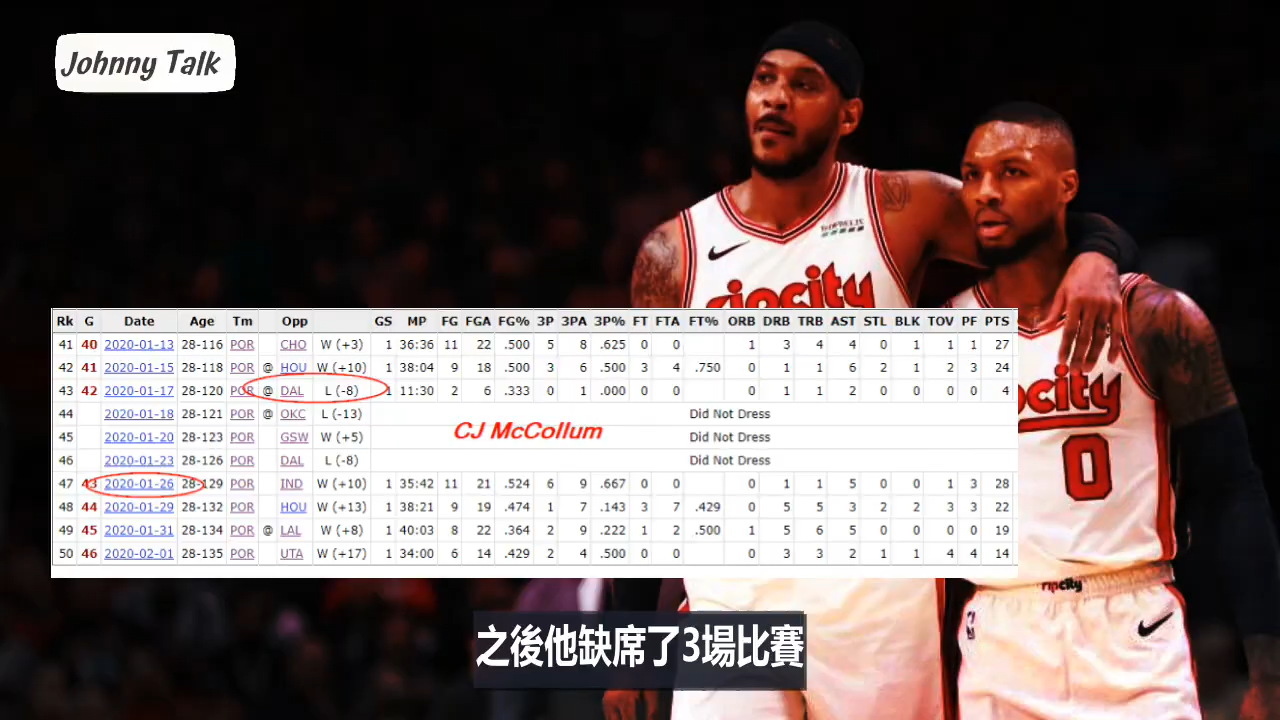 Johnny Talk
ripcity
ripcity
0
Rk G Date Age Tm Opp GS MP FG FGA FG% 3P 3PA 3P% FT FTA FT% ORB DRB TRB AST STL BLK TOV PF PTS
41 40 2020-01-13 28-116 POR CHO W (+3) 1 36:36 11 22 .500 5 8 .625 0 0 1 3 4 4 0 1 1 1 27
42 41 2020-01-15 28-118 POR @ HOU W (+10) 1 38:04 9 18 .500 3 6 .500 3 4 .750 0 1 1 6 2 1 2 3 24
43 42 2020-01-17 28-120 POR @ DAL L (-8) 1 11:30 2 6 .333 0 1 .000 0 0 0 1 1 2 0 0 0 0 4
44 2020-01-18 28-121 POR @ OKC L (-13) Did Not Dress
45 2020-01-20 28-123 POR GSW W (+5) Did Not Dress
46 2020-01-23 28-126 POR DAL L (-8) Did Not Dress
CJ McCollum
47 43 2020-01-26 28-129 POR IND W (+10) 1 35:42 11 21 .524 6 9 .667 0 0 0 1 1 5 0 0 1 3 28
48 44 2020-01-29 28-132 POR HOU W (+13) 1 38:21 9 19 .474 1 7 .143 3 7 .429 0 5 5 3 2 2 3 3 22
49 45 2020-01-31 28-134 POR @ LAL W (+8) 1 40:03 8 22 .364 2 9 .222 1 2 .500 1 5 6 5 0 0 0 0 19
50 46 2020-02-01 28-135 POR UTA W (+17) 1 34:00 6 14 .429 2 4 .500 0 0 0 3 3 2 1 1 4 4 14
ripcity
之後他缺席了3場比賽